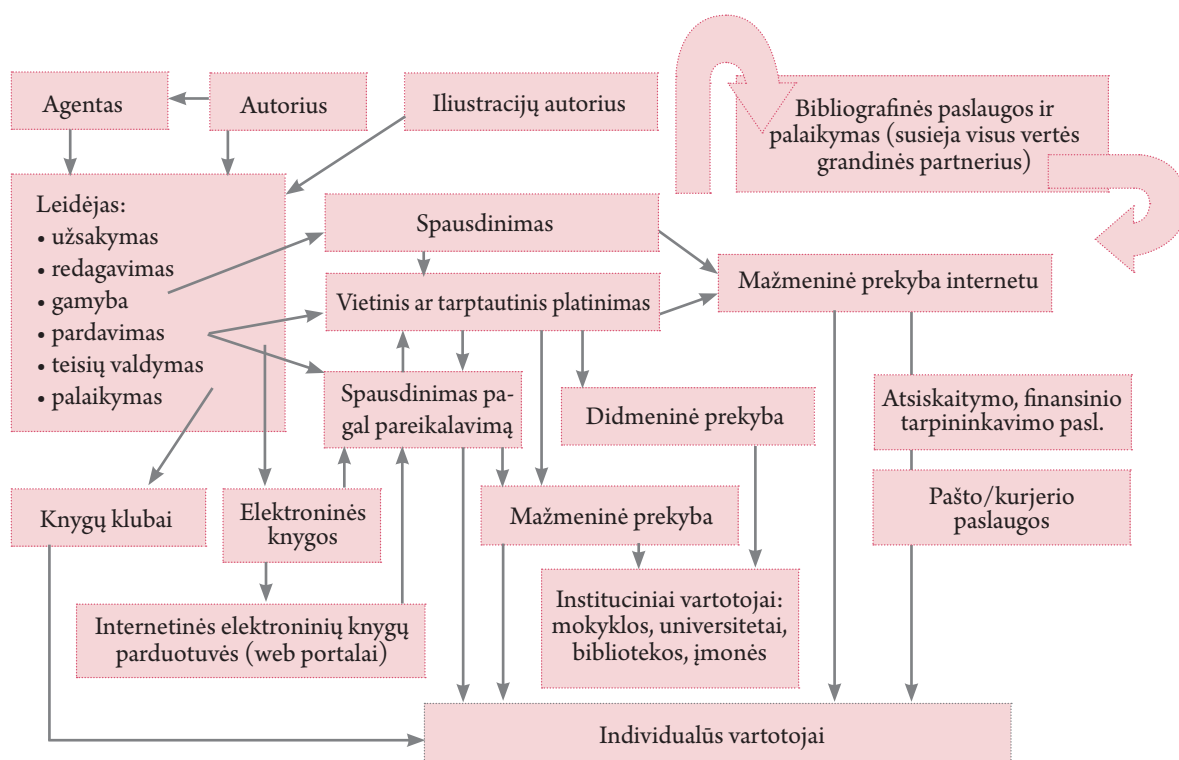 Agentas
Autorius
Iliustracijų autorius
Bibliografinės paslaugos ir
palaikymas (susieja visus vertės
grandinės partnerius)
Leidėjas:
• užsakymas
• redagavimas
• gamyba
• pardavimas
• teisių valdymas
• palaikymas
Spausdinimas
Vietinis ar tarptautinis platinimas
Mažmeninė prekyba internetu
Spausdinimas pa-
gal pareikalavimą
Didmeninė prekyba
Atsiskaitymo, finansinio
tarpininkavimo pasl.
Knygų klubai
Elektroninės
knygos
Mažmeninė prekyba
Pašto/kurjerio
paslaugos
Internetinės elektroninių knygų
parduotuvės (web portalai)
Instituciniai vartotojai:
mokyklos, universitetai,
bibliotekos, įmonės
Individualūs vartotojai